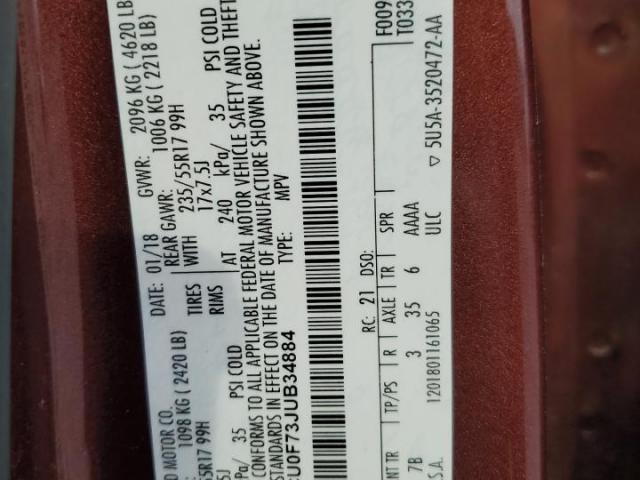 D MOTOR CO.
DATE: 01/18 GVWR: 2096 KG ( 4620 LB
1098 KG ( 2420 LB) REAR GAWR: 1006 KG ( 2218 LB)
5R17 99H TIRES WITH 235/55R17 99H
5J RIMS 17x7.5J
Pa/ 35 PSI COLD AT 240 kPa/ 35 PSI COLD
CONFORMS TO ALL APPLICABLE FEDERAL MOTOR VEHICLE SAFETY AND THEFT
STANDARDS IN EFFECT ON THE DATE OF MANUFACTURE SHOWN ABOVE.
U0F73JUB34884 TYPE: MPV
F009
T033
RC: 21 DSO:
NT TR TP/PS R AXLE TR SPR
7B 3 35 6 AAAA
S.A. 1201801161065 ULC ▽ 5U5A-3520472-AA